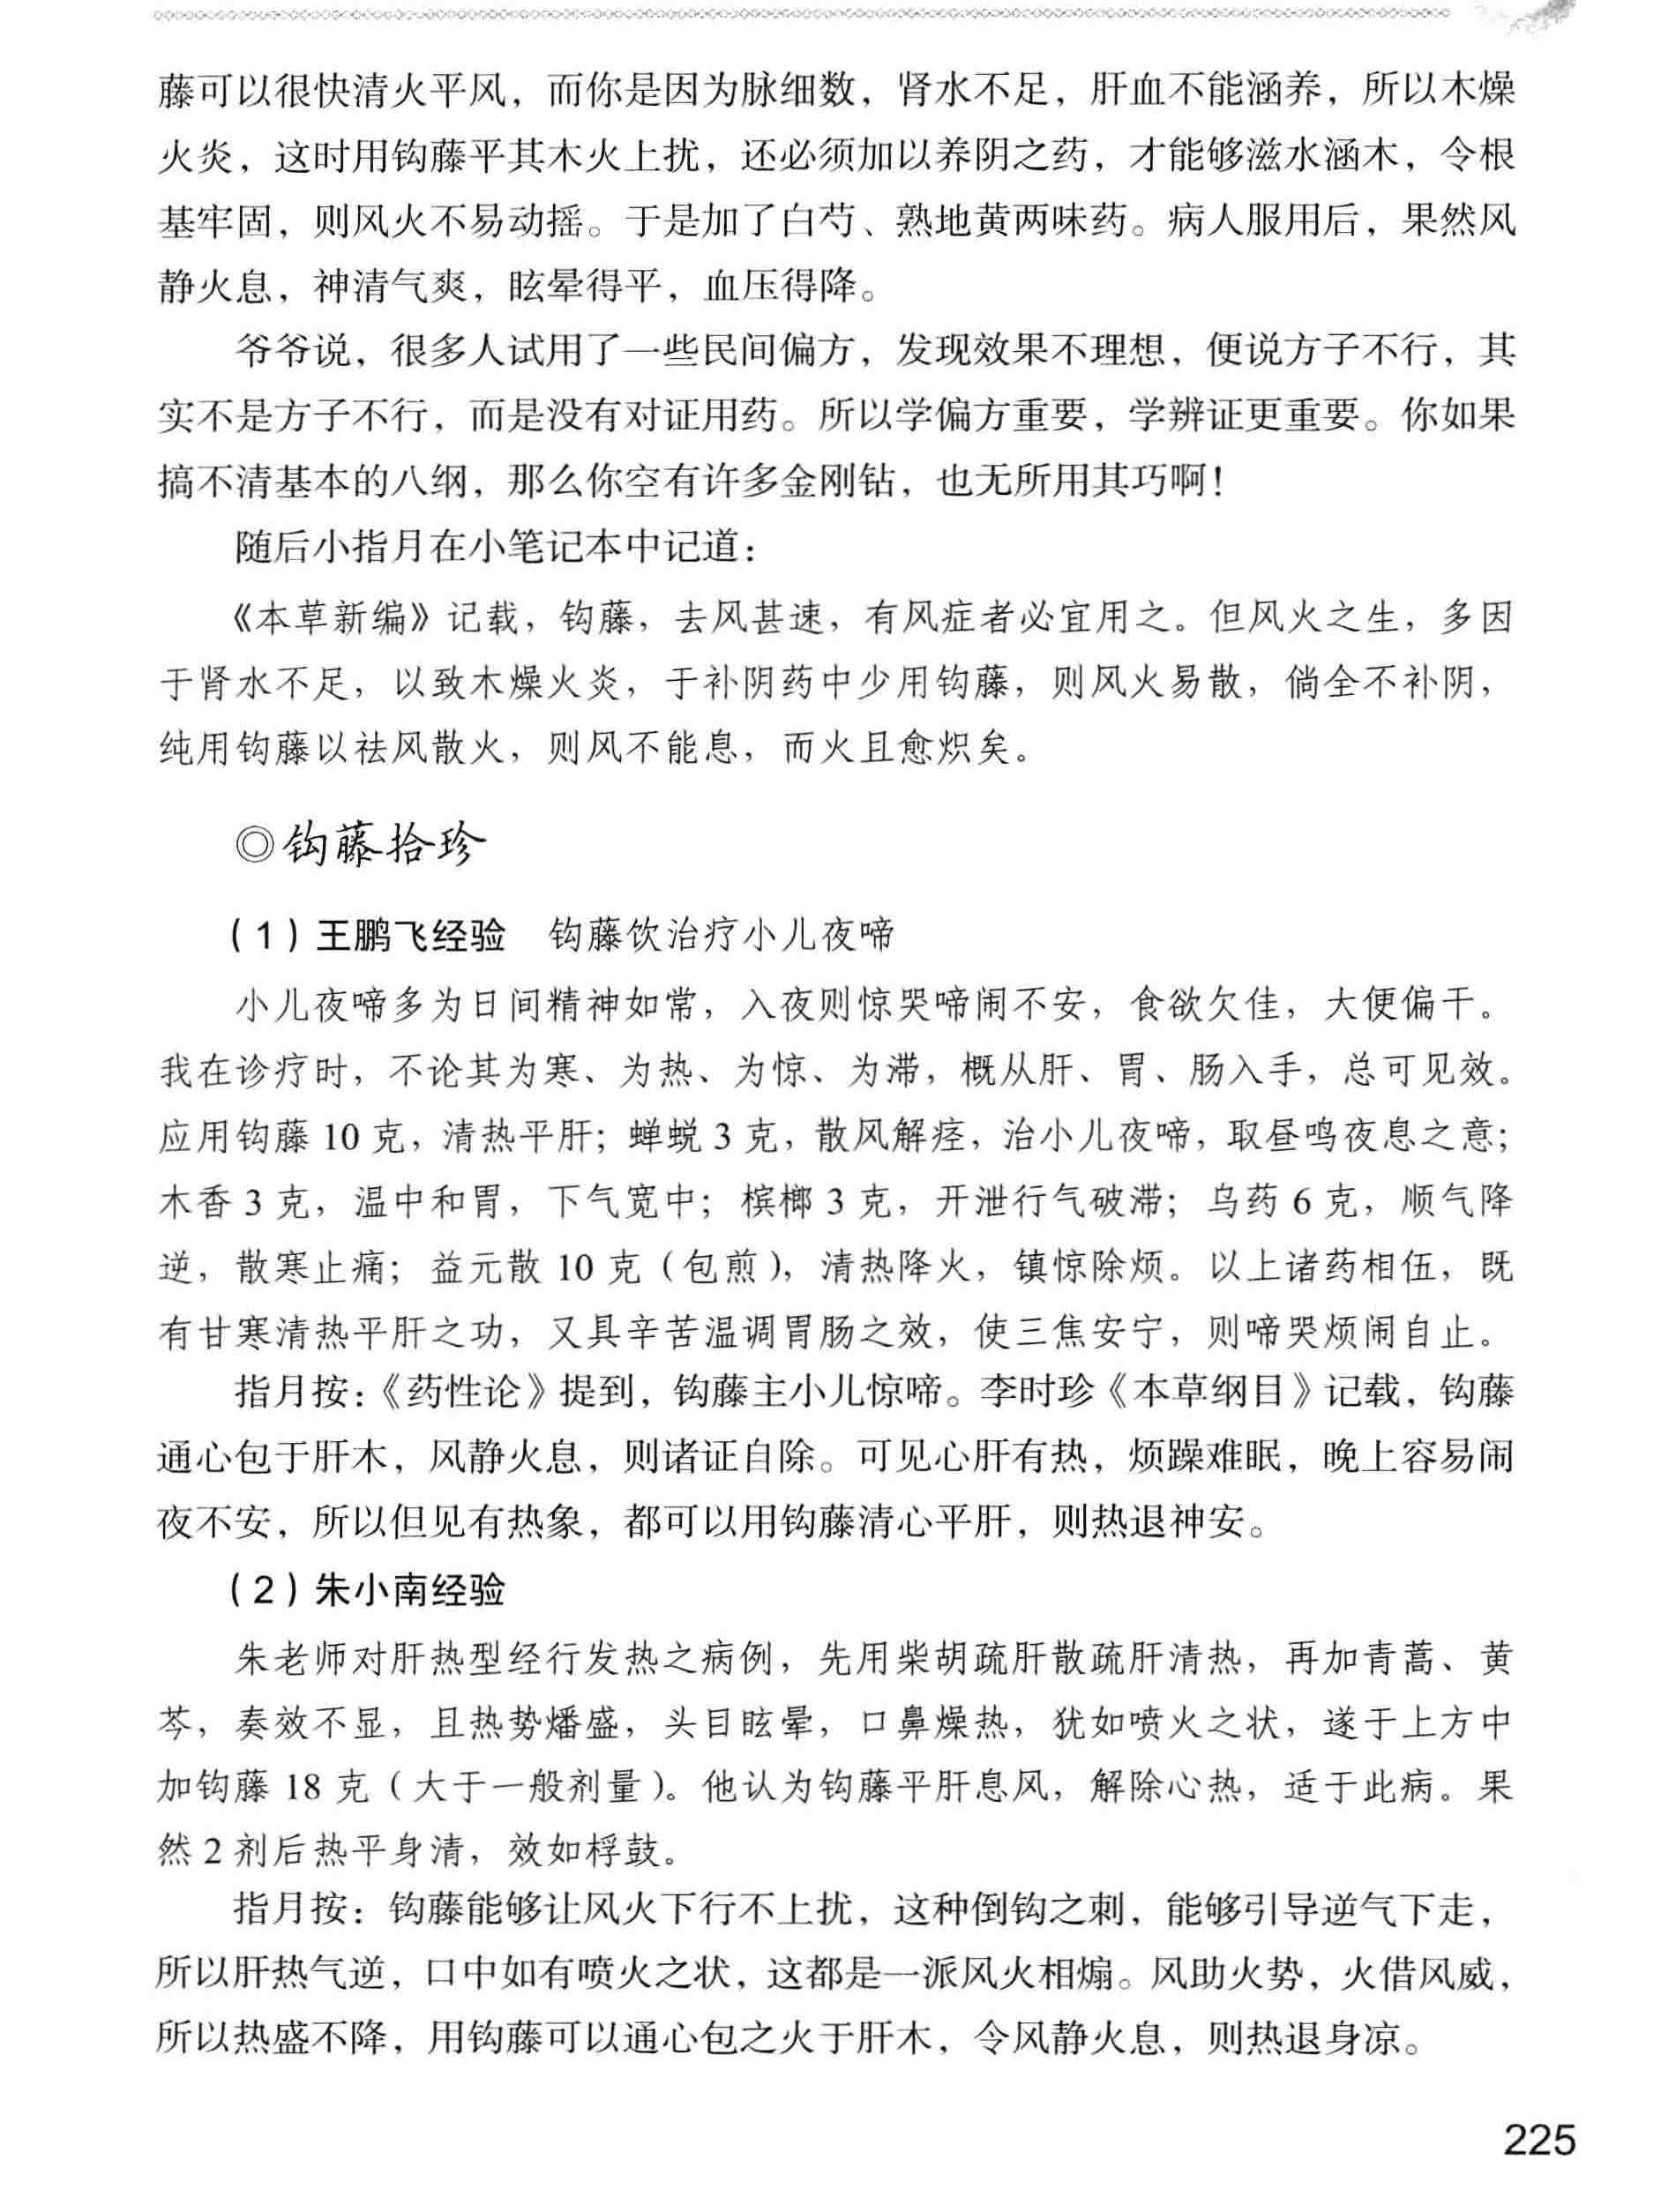 藤可以很快清火平风，而你是因为脉细数，肾水不足，肝血不能涵养，所以木燥
火炎，这时用钩藤平其木火上扰，还必须加以养阴之药，才能够滋水涵木，令根
基牢固，则风火不易动摇。于是加了白芍、熟地黄两味药。病人服用后，果然风
静火息，神清气爽，眩晕得平，血压得降。
爷爷说，很多人试用了一些民间偏方，发现效果不理想，便说方子不行，其
实不是方子不行，而是没有对证用药。所以学偏方重要，学辨证更重要。你如果
搞不清基本的八纲，那么你空有许多金刚钻，也无所用其巧啊！
随后小指月在小笔记本中记道：
《本草新编》记载，钩藤，去风甚速，有风症者必宜用之。但风火之生，多因
于肾水不足，以致木燥火炎，于补阴药中少用钩藤，则风火易散，倘全不补阴，
纯用钩藤以祛风散火，则风不能息，而火且愈炽矣。
◎钩藤拾珍
（1）王鹏飞经验 钩藤饮治疗小儿夜啼
小儿夜啼多为日间精神如常，入夜则惊哭啼闹不安，食欲欠佳，大便偏干。
我在诊疗时，不论其为寒、为热、为惊、为滞，概从肝、胃、肠入手，总可见效。
应用钩藤 10 克，清热平肝；蝉蜕 3 克，散风解痉，治小儿夜啼，取昼鸣夜息之意；
木香 3 克，温中和胃，下气宽中；槟榔 3 克，开泄行气破滞；乌药 6 克，顺气降
逆，散寒止痛；益元散 10 克（包煎），清热降火，镇惊除烦。以上诸药相伍，既
有甘寒清热平肝之功，又具辛苦温调胃肠之效，使三焦安宁，则啼哭烦闹自止。
指月按：《药性论》提到，钩藤主小儿惊啼。李时珍《本草纲目》记载，钩藤
通心包于肝木，风静火息，则诸证自除。可见心肝有热，烦躁难眠，晚上容易闹
夜不安，所以但见有热象，都可以用钩藤清心平肝，则热退神安。
（2）朱小南经验
朱老师对肝热型经行发热之病例，先用柴胡疏肝散疏肝清热，再加青蒿、黄
芩，奏效不显，且热势燔盛，头目眩晕，口鼻燥热，犹如喷火之状，遂于上方中
加钩藤 18 克（大于一般剂量）。他认为钩藤平肝息风，解除心热，适于此病。果
然 2 剂后热平身清，效如桴鼓。
指月按：钩藤能够让风火下行不上扰，这种倒钩之刺，能够引导逆气下走，
所以肝热气逆，口中如有喷火之状，这都是一派风火相煽。风助火势，火借风威，
所以热盛不降，用钩藤可以通心包之火于肝木，令风静火息，则热退身凉。
225